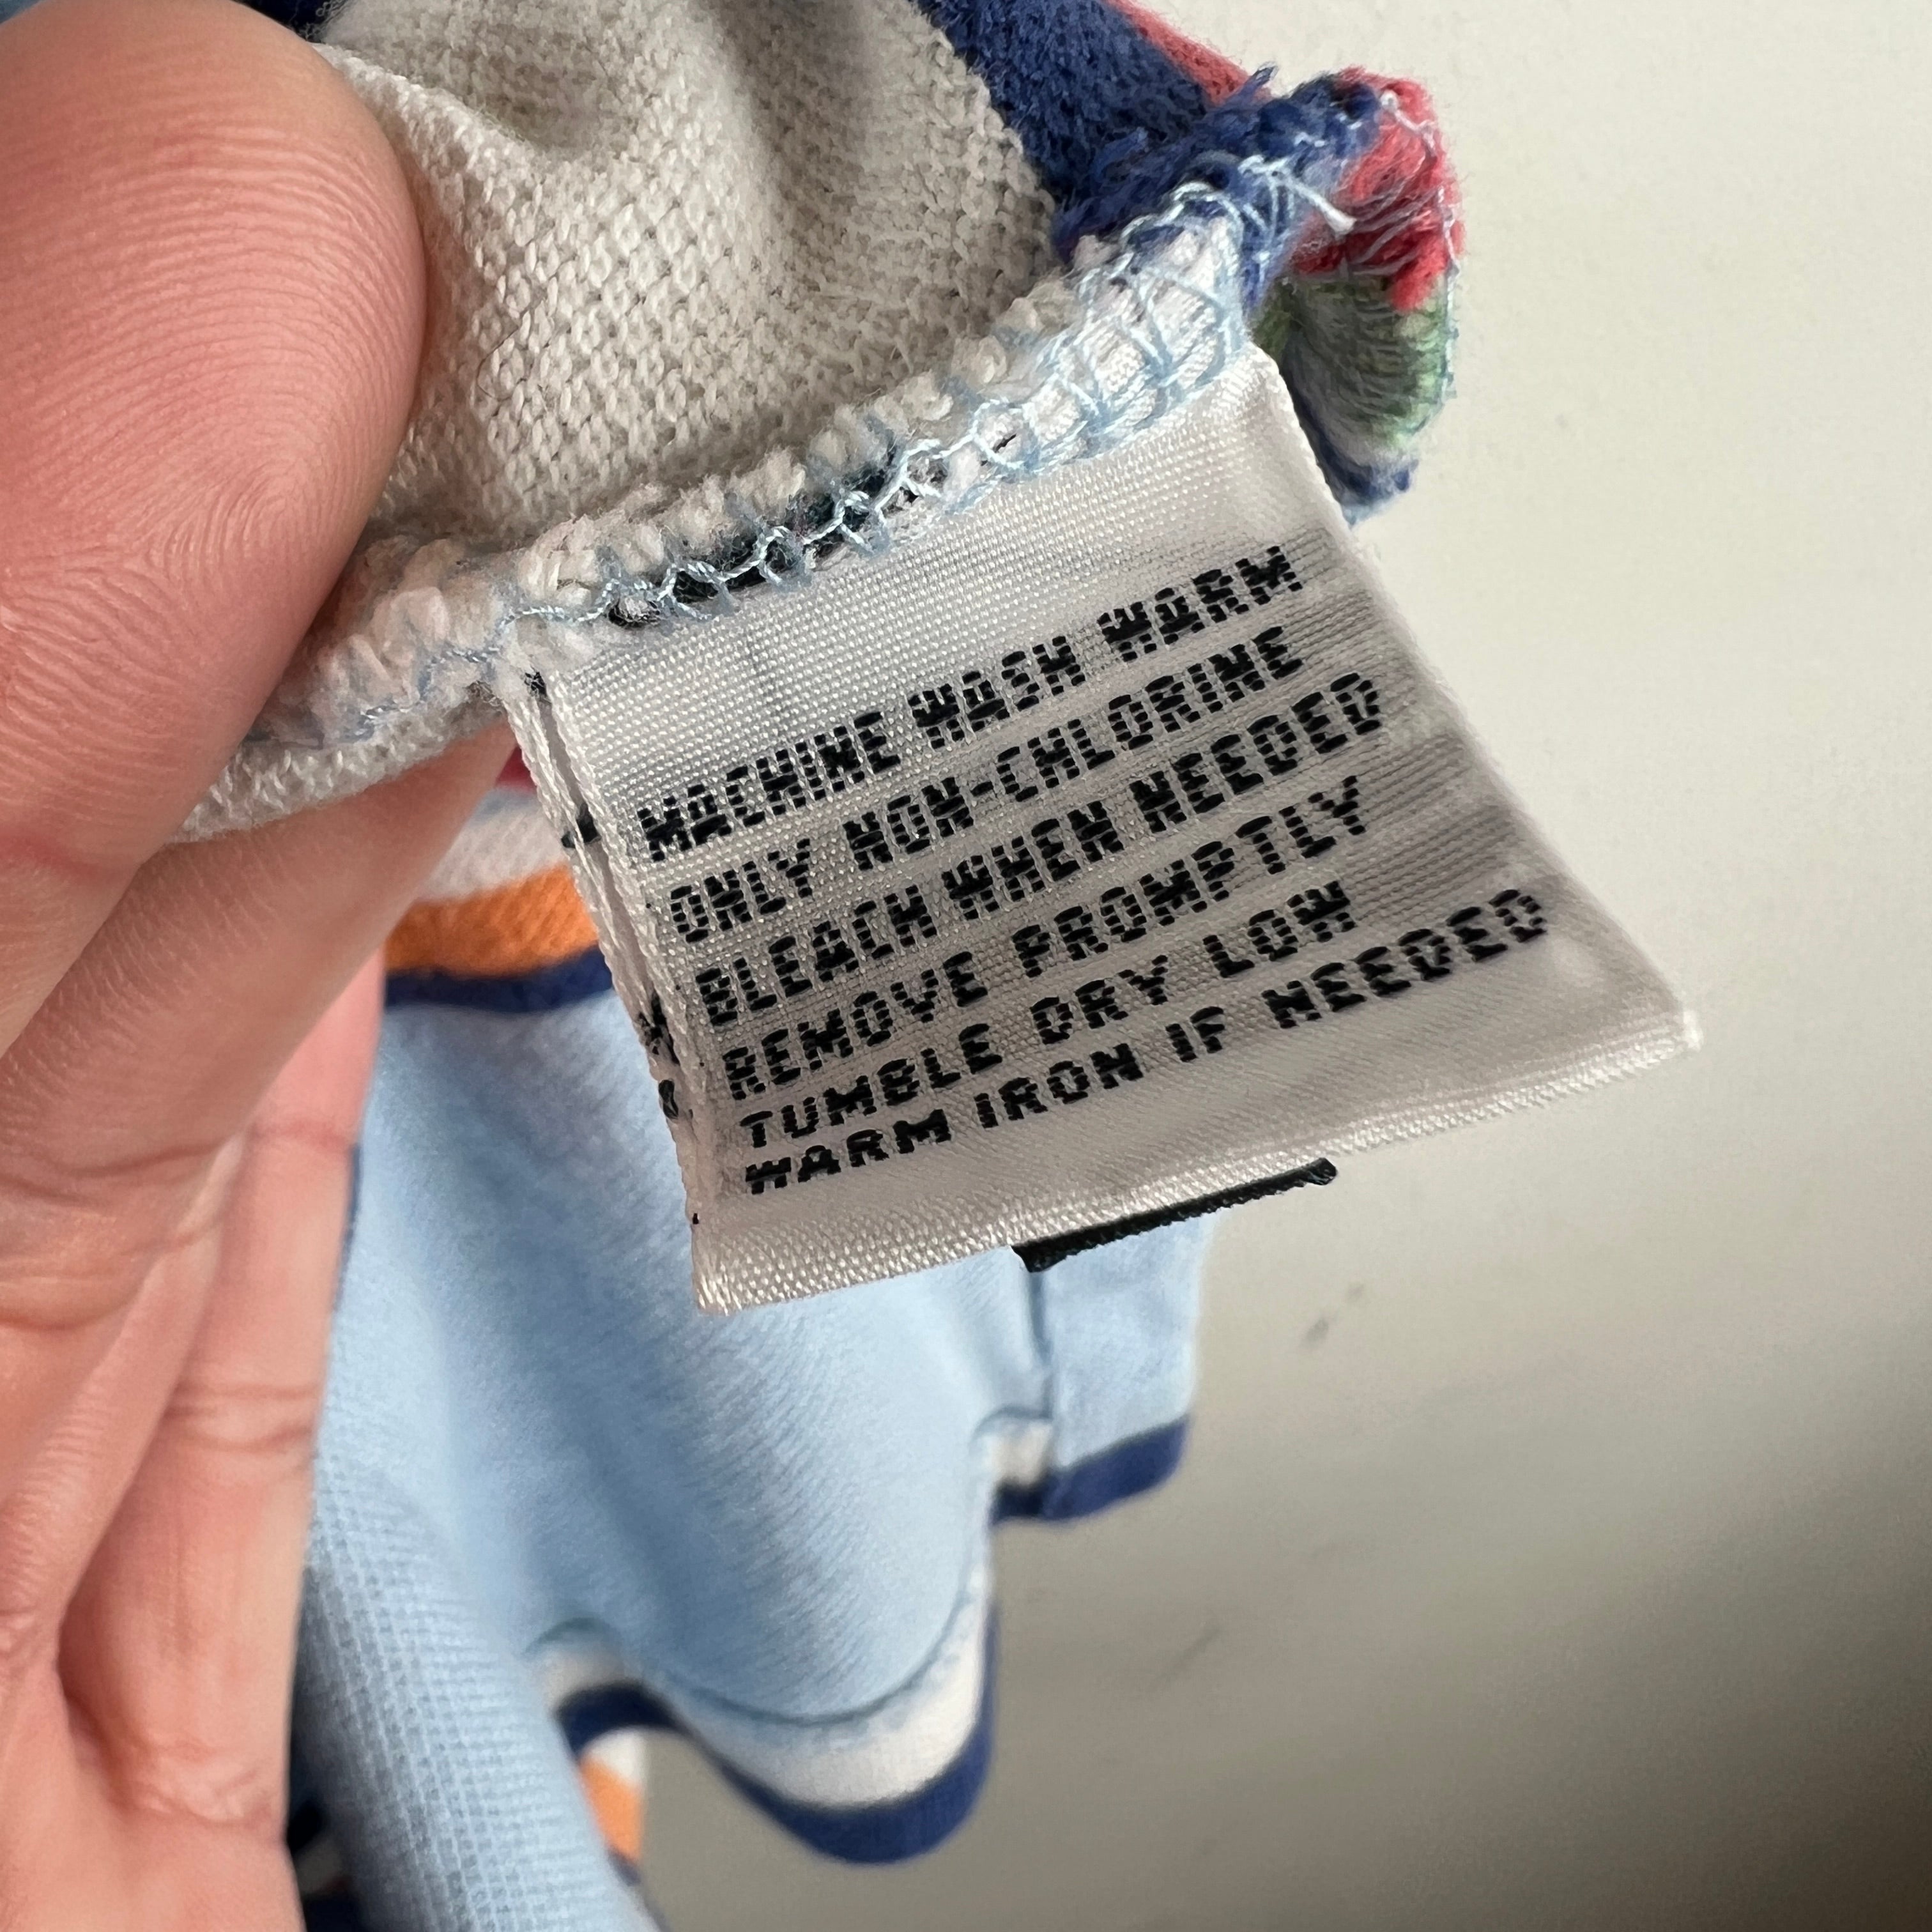 MACHINE WASH WARM
ONLY NON-CHLORINE
BLEACH WHEN NEEDED
REMOVE PROMPTLY
TUMBLE DRY LOW
WARM IRON IF NEEDED